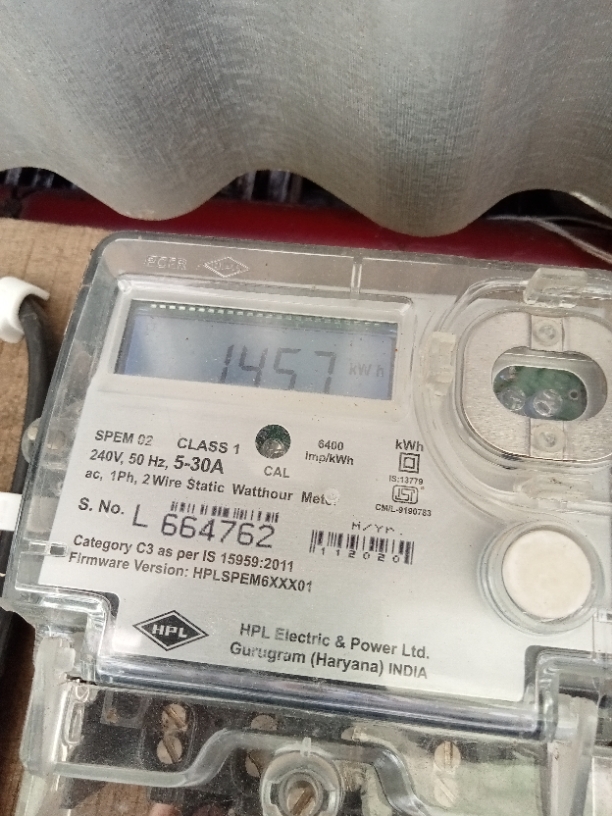 1457 kWh
SPEM 02 CLASS 1
6400 imp/kWh
kWh
240V, 50 Hz, 5-30A
CAL
IS:13779
ac, 1Ph, 2 Wire Static Watthour Meter
CM/L-9190783
S. No. L 664762
M/Yr.
112020
Category C3 as per IS 15959:2011
Firmware Version: HPLSPEM6XXX01
HPL
HPL Electric & Power Ltd.
Gurugram (Haryana) INDIA